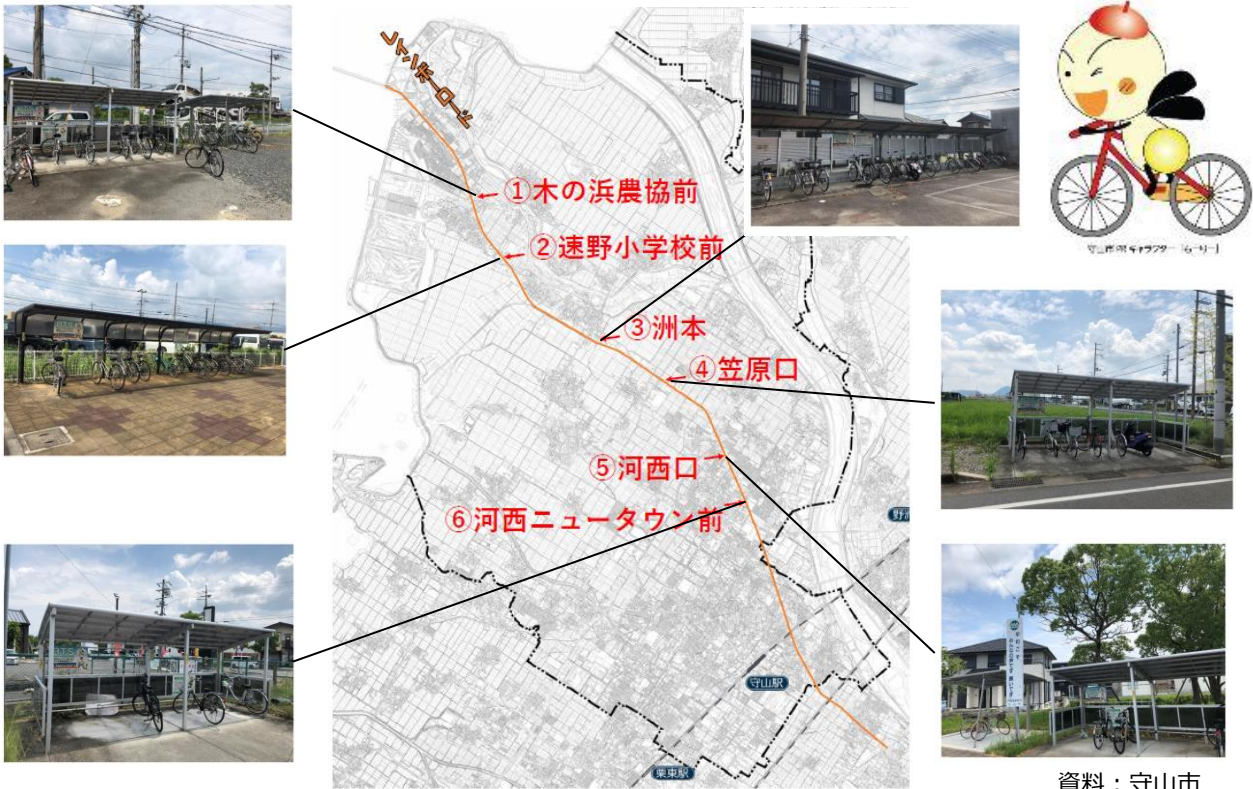 レインボーロード
①木の浜農協前
②速野小学校前
③洲本
④笠原口
⑤河西口
⑥河西ニュータウン前
守山駅
栗東駅
守山市PRキャラクター「もーりー」
資料：守山市